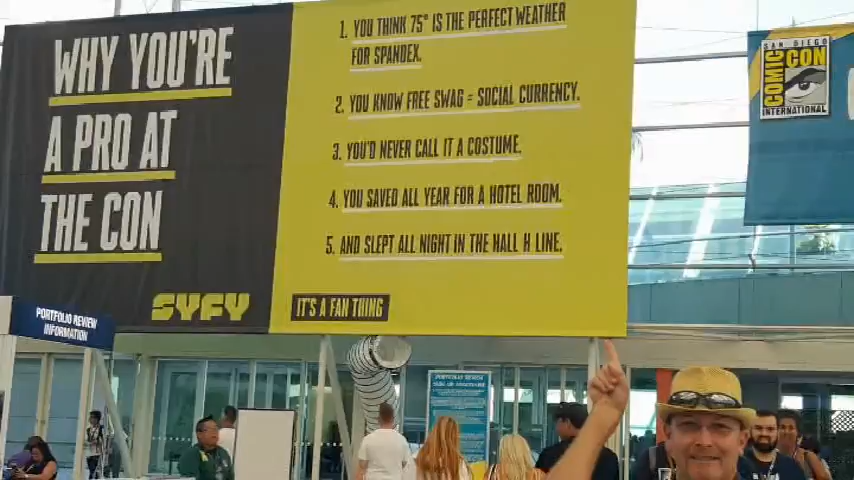 WHY YOU'RE
A PRO AT
THE CON
SYFY
1. YOU THINK 75° IS THE PERFECT WEATHER
FOR SPANDEX.
2. YOU KNOW FREE SWAG = SOCIAL CURRENCY.
3. YOU'D NEVER CALL IT A COSTUME.
4. YOU SAVED ALL YEAR FOR A HOTEL ROOM.
5. AND SLEPT ALL NIGHT IN THE HALL H LINE.
IT'S A FAN THING
SAN DIEGO
COMIC CON
INTERNATIONAL
PORTFOLIO REVIEW
INFORMATION
PORTFOLIO REVIEW